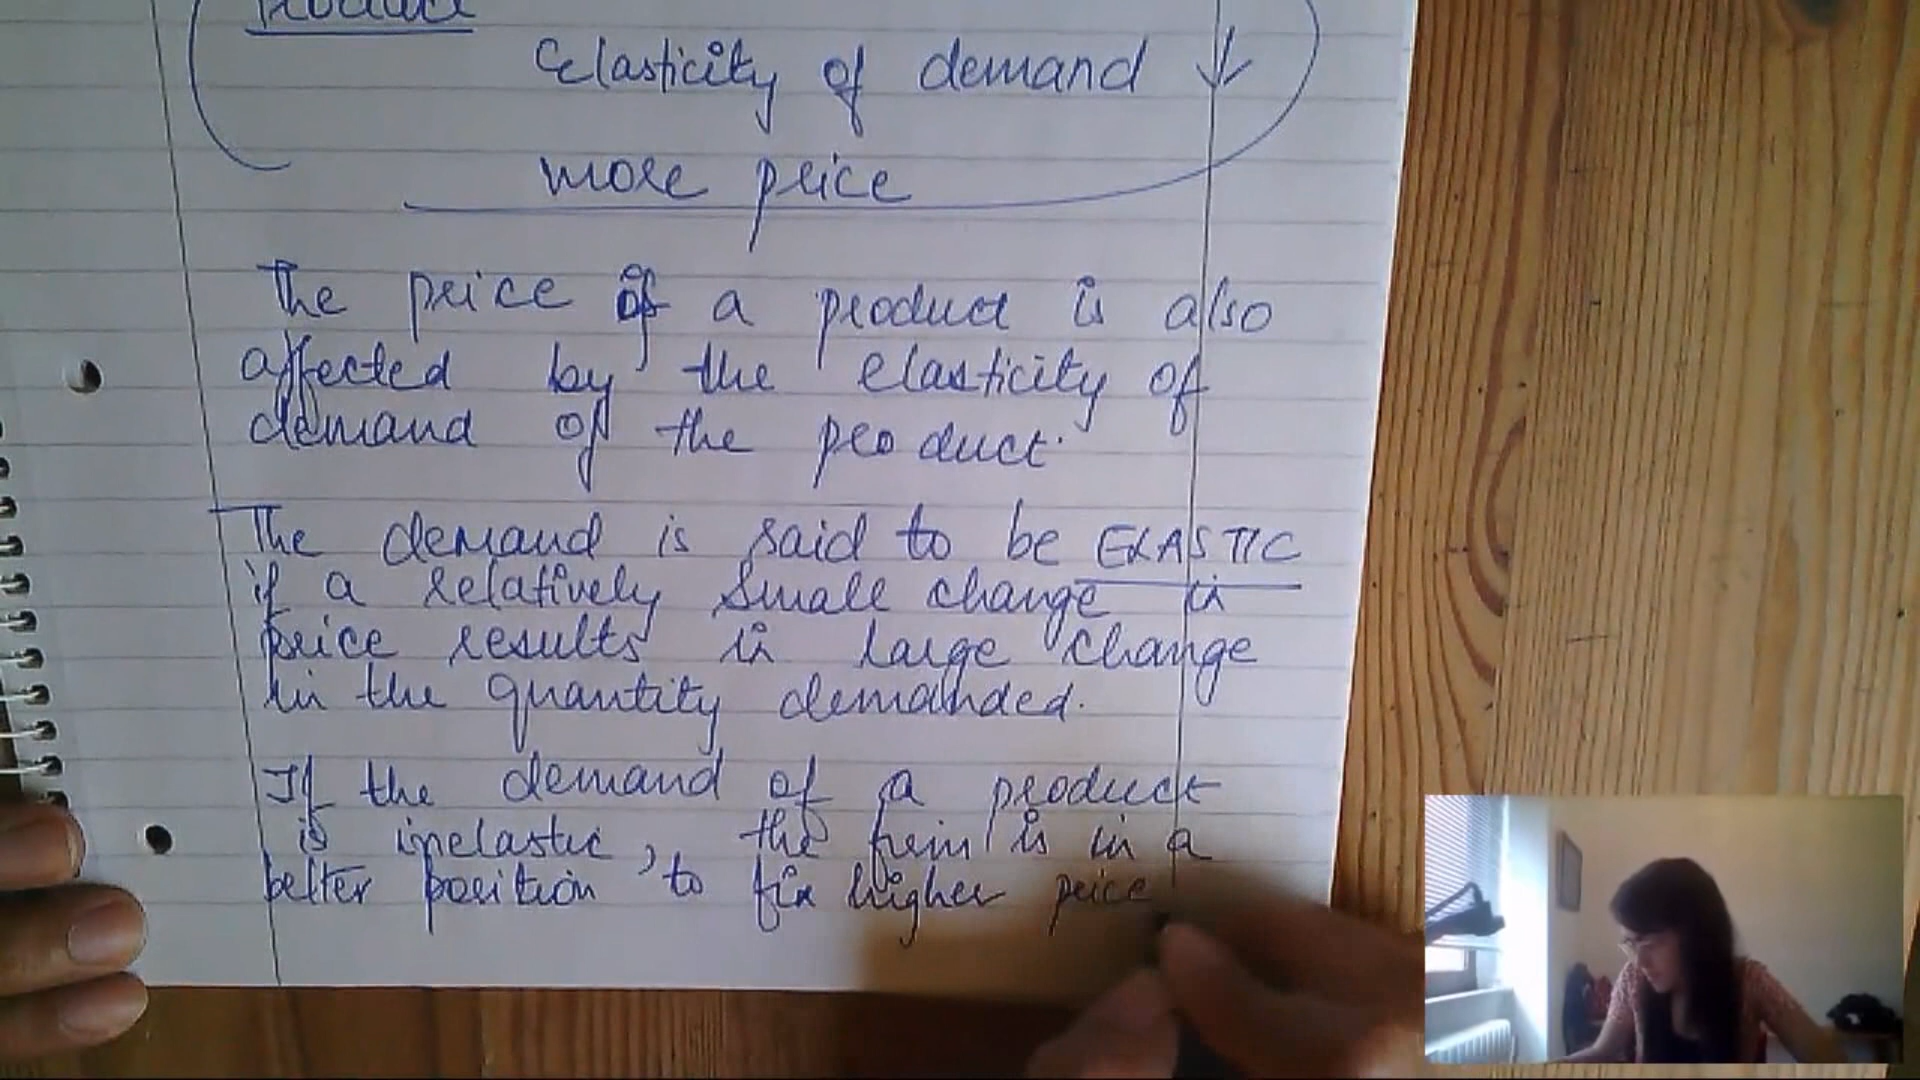 Product
Elasticity of demand ↓
more price
The price of a product is also
affected by the elasticity of
demand of the product.
The demand is said to be ELASTIC
if a relatively small change in
price results in large change
in the quantity demanded.
If the demand of a product
is inelastic, the firm is in a
better position to fix higher price